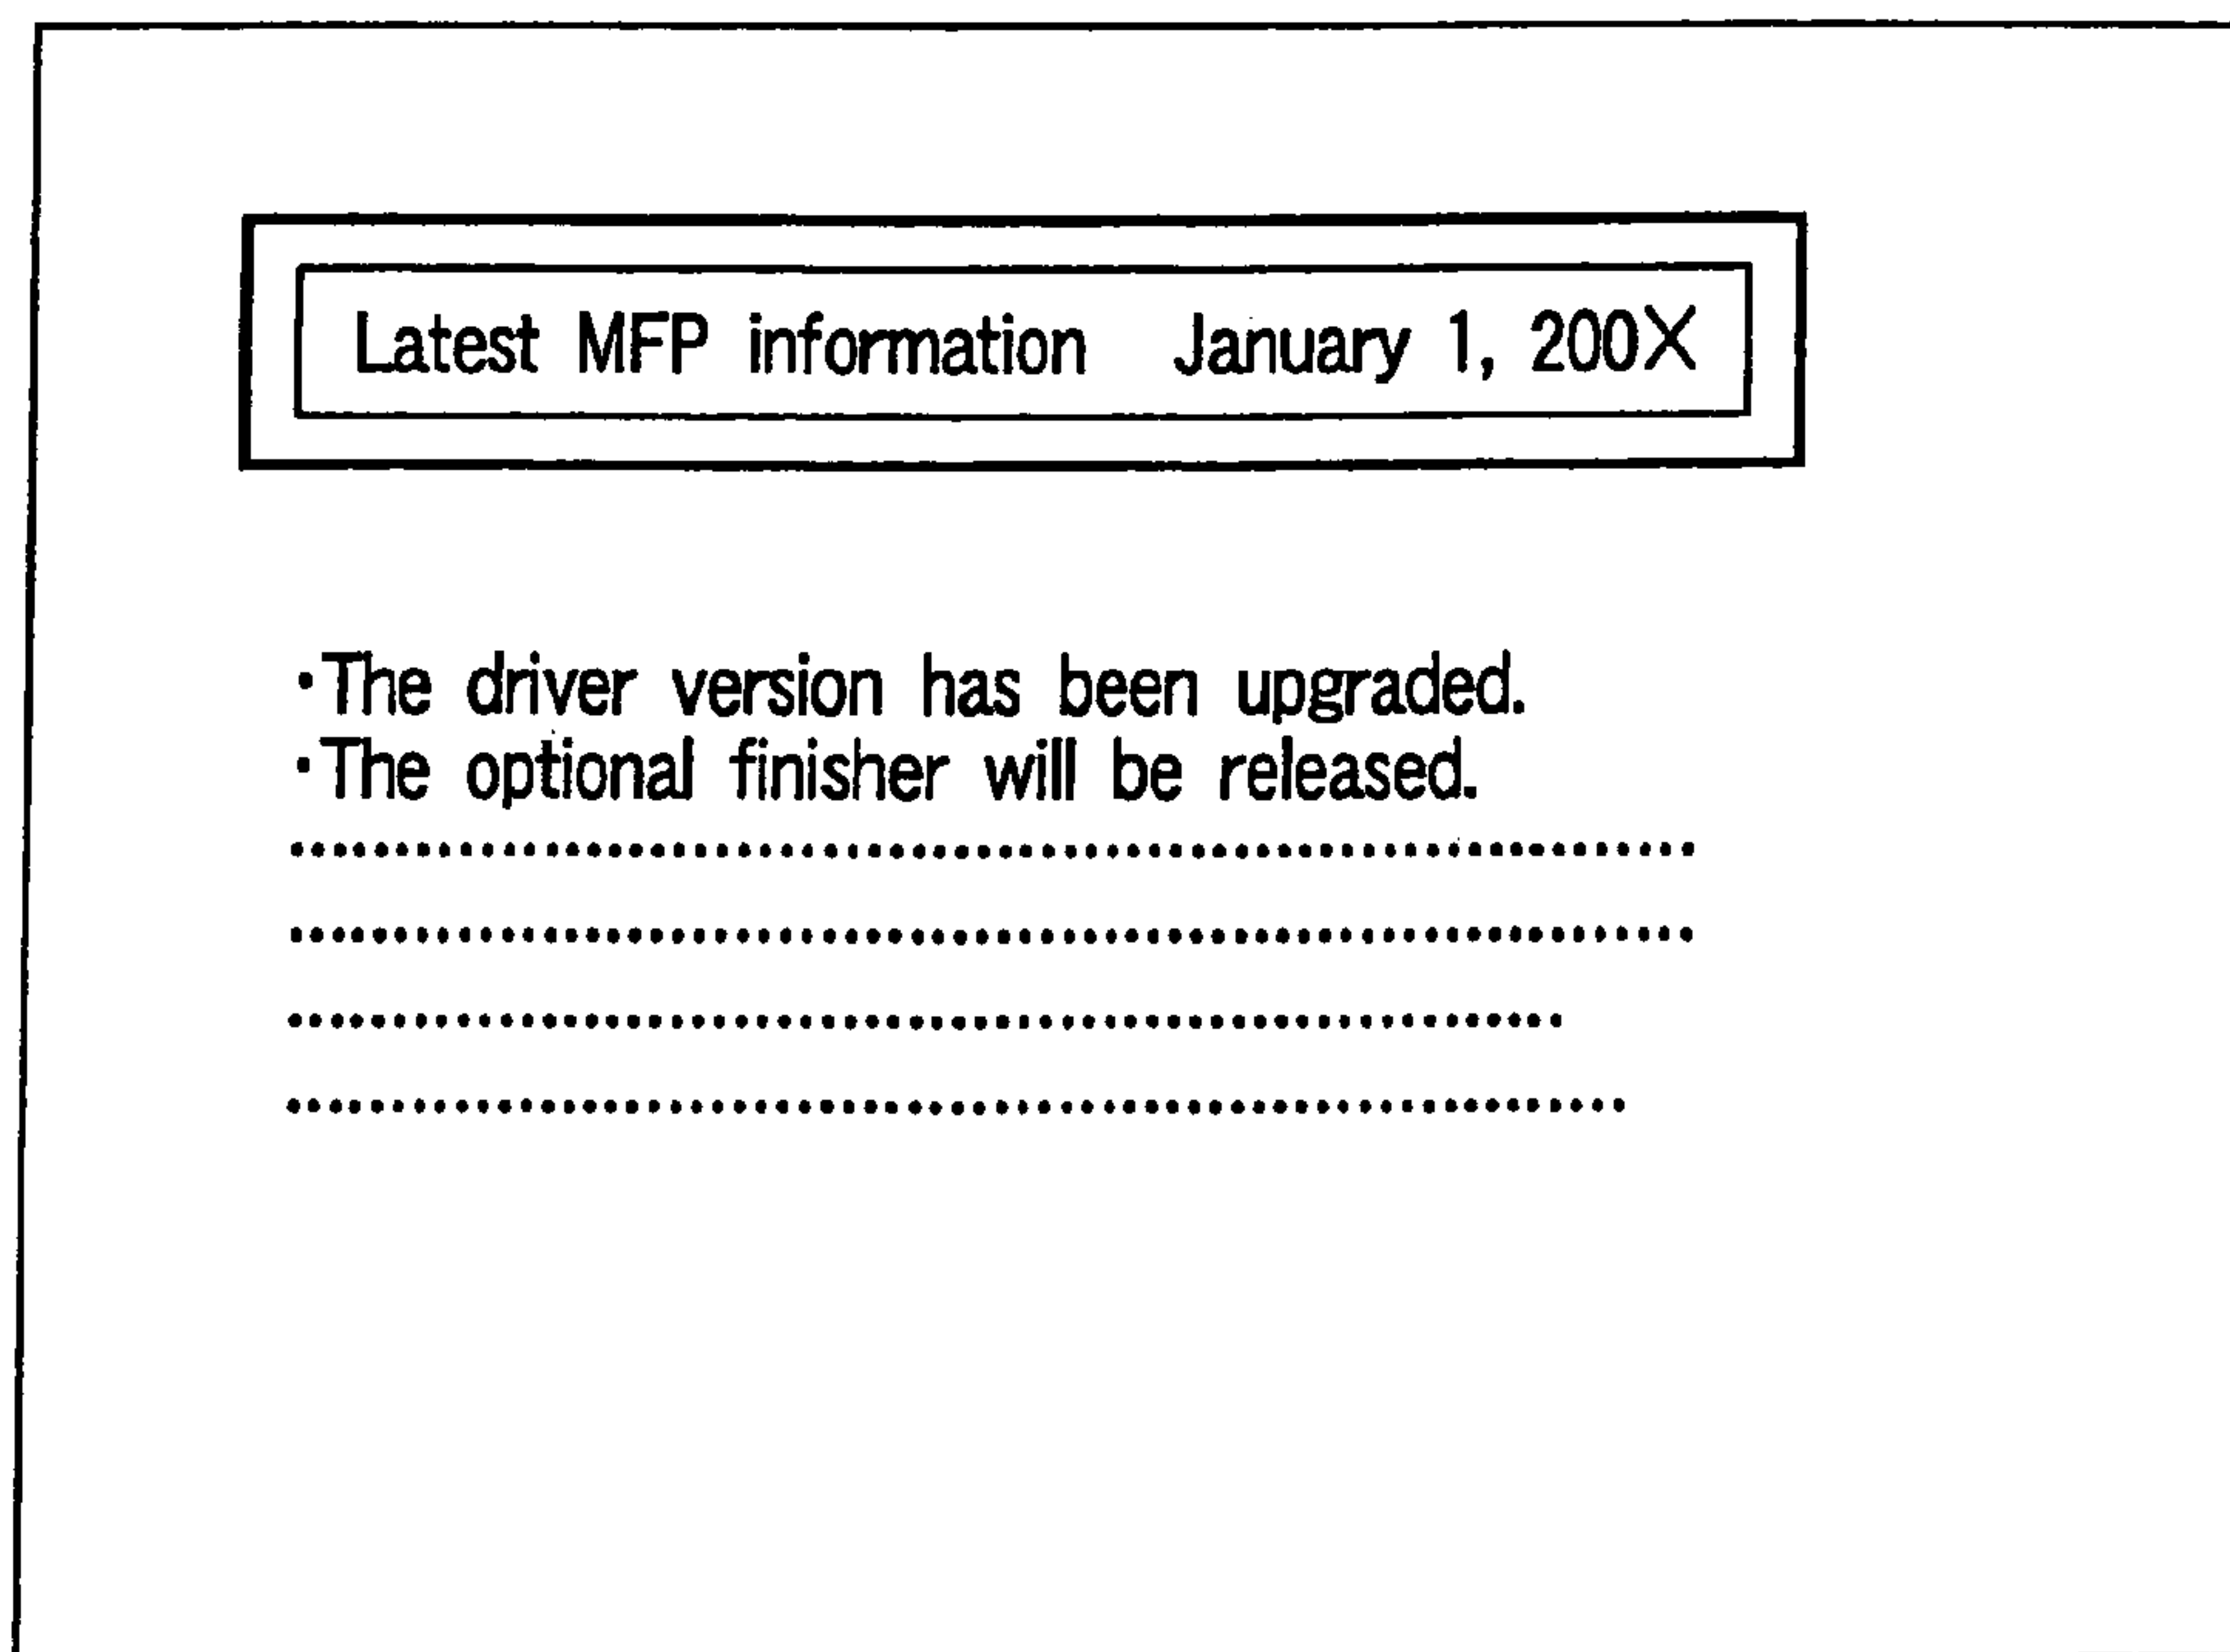 Latest MFP information January 1, 200X
・The driver version has been upgraded.
・The optional finisher will be released.